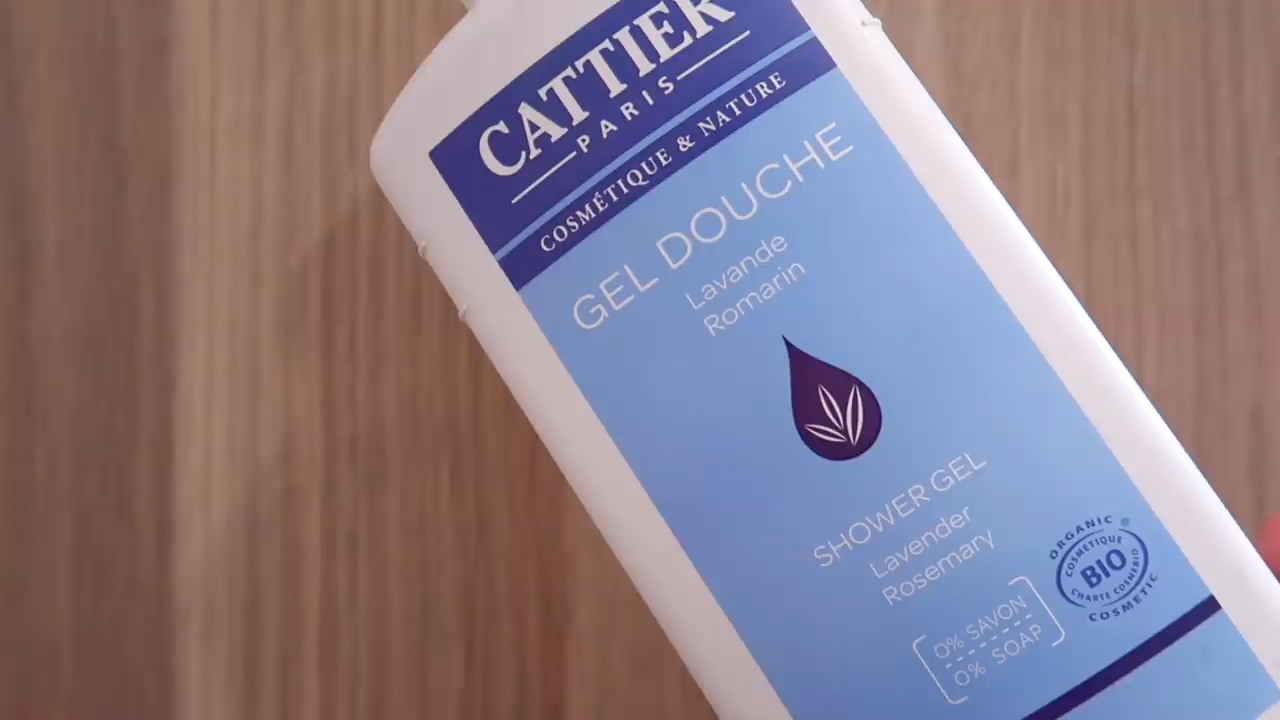 CATTIER
PARIS
COSMÉTIQUE & NATURE
GEL DOUCHE
Lavande
Romarin
SHOWER GEL
Lavender
Rosemary
0% SAVON
0% SOAP
ORGANIC
COSMETIQUE
BIO
CHARTE COSMEBIO
COSMETIC